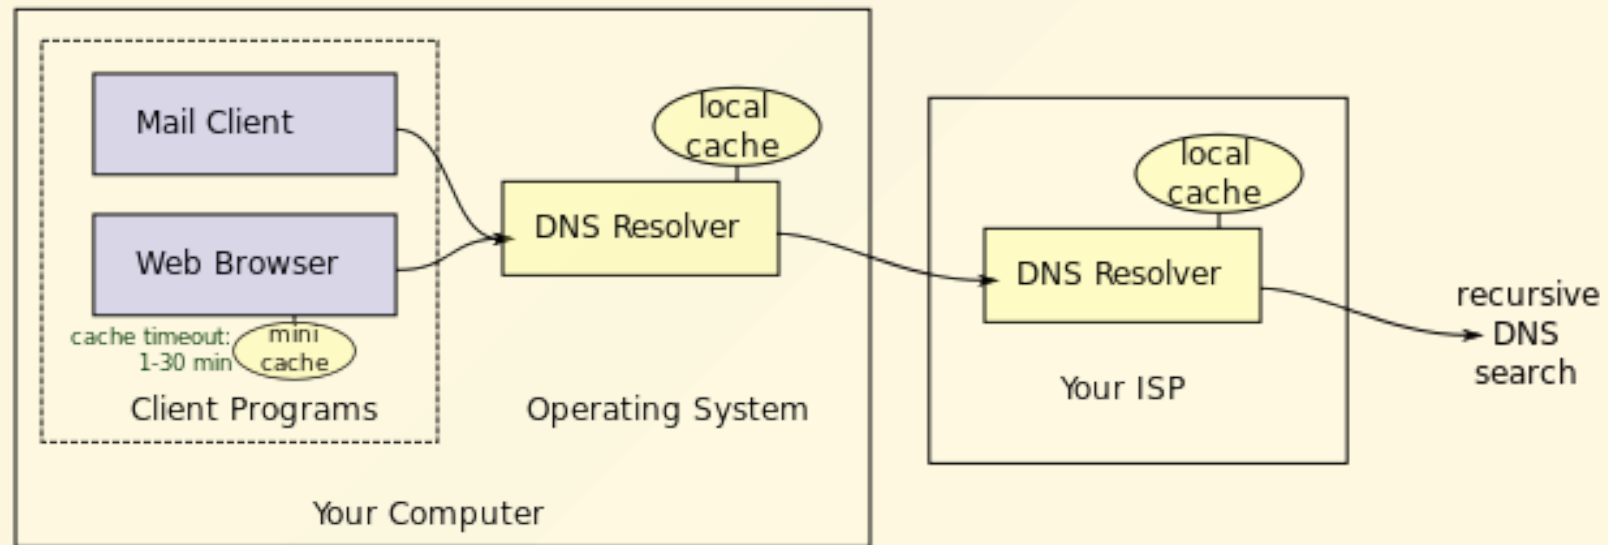 Mail Client
Web Browser
cache timeout:
1-30 min
mini
cache
Client Programs
local
cache
DNS Resolver
Operating System
Your Computer
local
cache
DNS Resolver
Your ISP
recursive
DNS
search